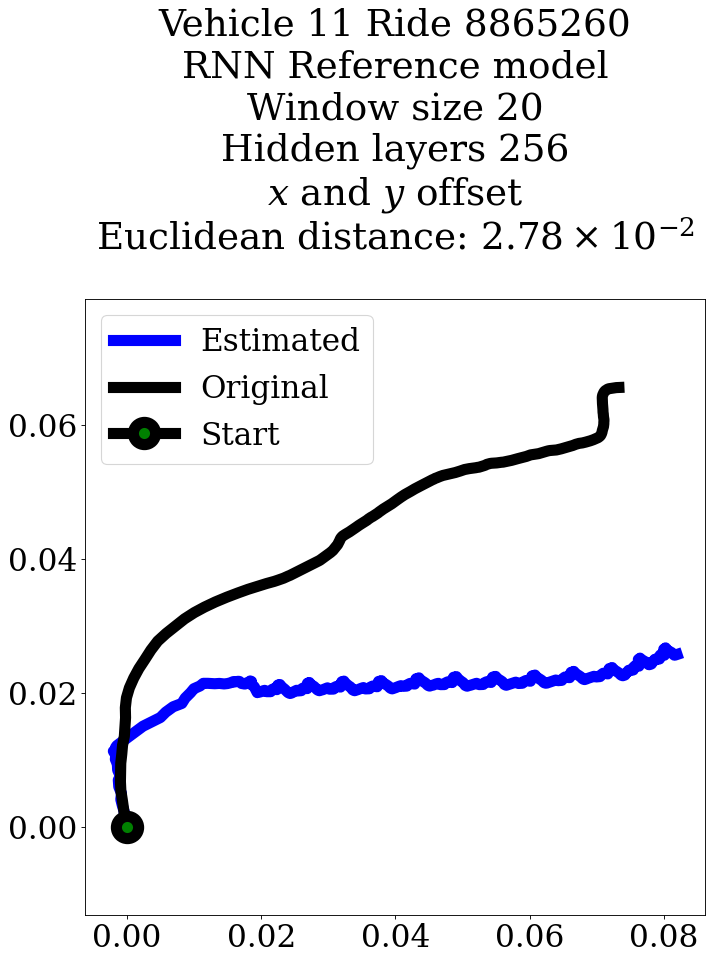 Vehicle 11 Ride 8865260
RNN Reference model
Window size 20
Hidden layers 256
x and y offset
Euclidean distance: 2.78 × 10⁻²
Estimated
Original
Start
0.06
0.04
0.02
0.00
0.00 0.02 0.04 0.06 0.08